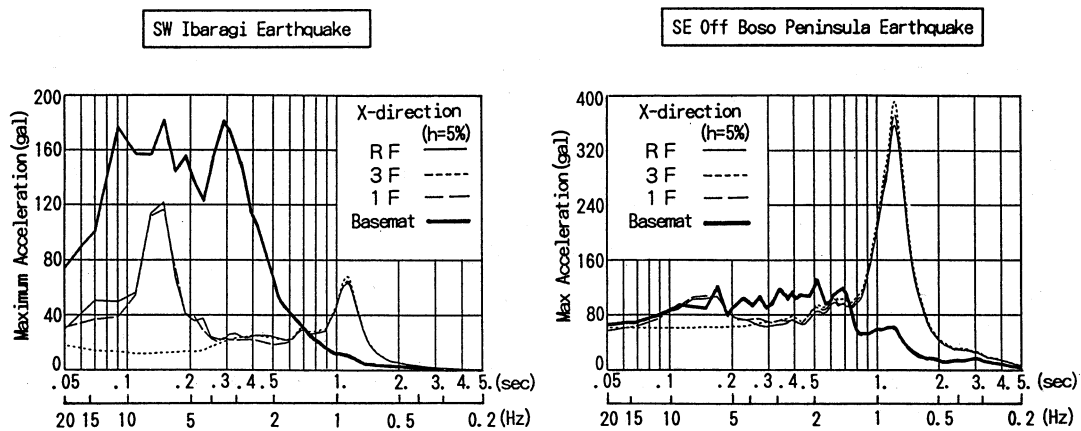 SW Ibaragi Earthquake
Maximum Acceleration(gal)
200
160
120
80
40
0
X-direction
(h=5%)
RF
3F
1F
Basemat
.05 .1 .2 .3 .4 .5 1. 2. 3. 4. 5. (sec)
20 15 10 5 2 1 0.5 0.2 (Hz)
SE Off Boso Peninsula Earthquake
Max Acceleration(gal)
400
320
240
160
80
0
X-direction
(h=5%)
RF
3F
1F
Basemat
.05 .1 .2 .3 .4 .5 1. 2. 3. 4. 5. (sec)
20 15 10 5 2 1 0.5 0.2 (Hz)